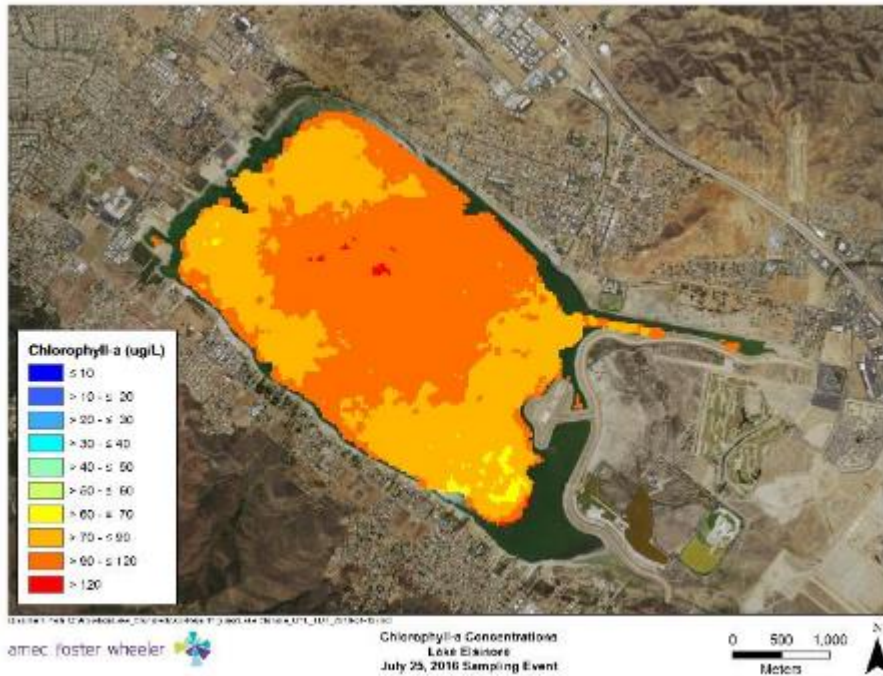 Chlorophyll-a (ug/L)
≤ 10
> 10 - ≤ 20
> 20 - ≤ 30
> 30 - ≤ 40
> 40 - ≤ 50
> 50 - ≤ 60
> 60 - ≤ 70
> 70 - ≤ 90
> 90 - ≤ 120
> 120
amec foster wheeler
Chlorophyll-a Concentrations
Lake Elsinore
July 25, 2016 Sampling Event
0 500 1,000
Meters
N